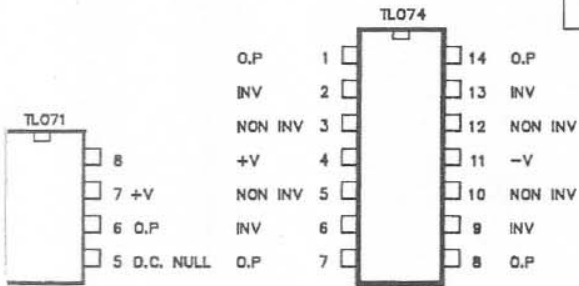 TL074
O.P 1 14 O.P
INV 2 13 INV
NON INV 3 12 NON INV
+V 4 11 -V
NON INV 5 10 NON INV
INV 6 9 INV
O.P 7 8 O.P
TL071
8
7 +V
6 O.P
5 D.C. NULL